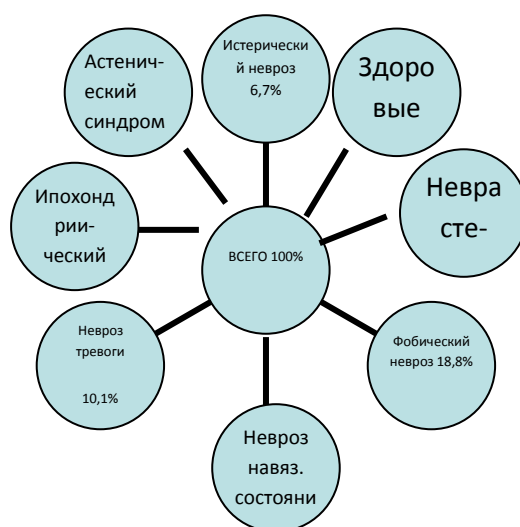 Астенич-
еский
синдром
Истерически
й невроз
6,7%
Здоро
вые
Ипохонд
рии-
ческий
Невра
сте-
ВСЕГО 100%
Невроз
тревоги
10,1%
Фобический
невроз 18,8%
Невроз
навяз.
состояни